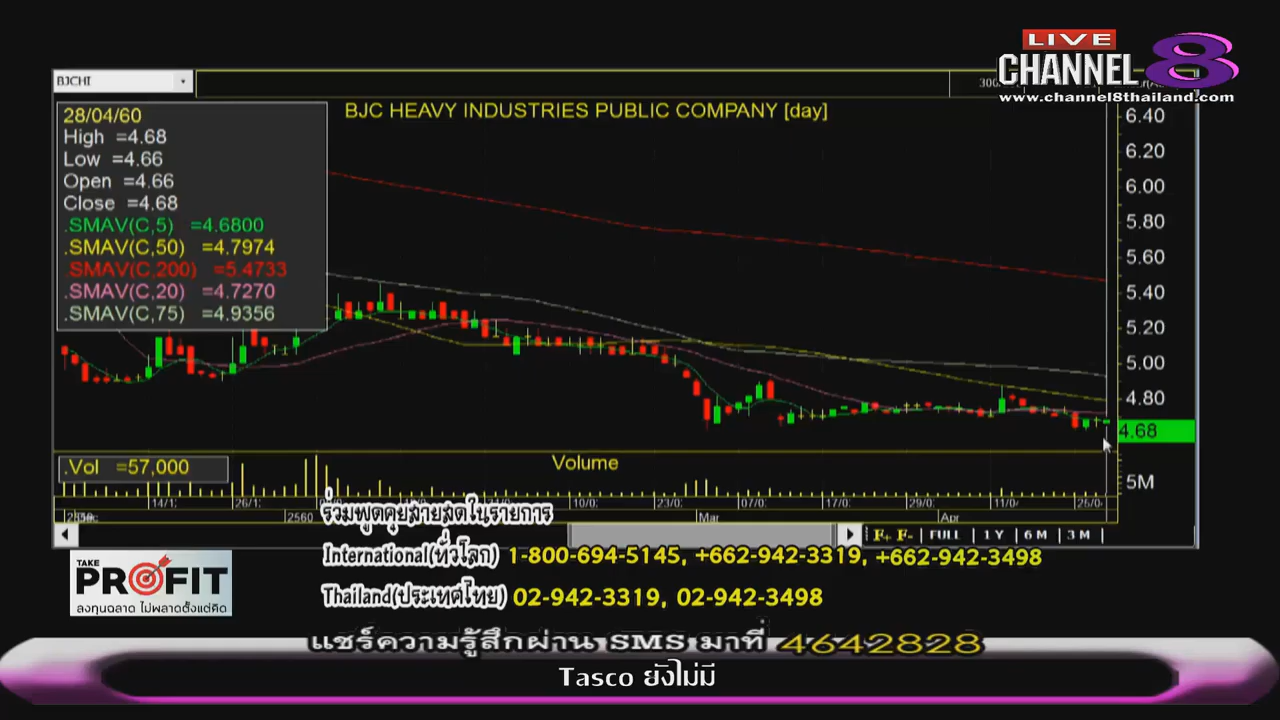 LIVE
CHANNEL 8
www.channel8thailand.com
BJCHI
BJC HEAVY INDUSTRIES PUBLIC COMPANY [day]
28/04/60
High =4.68
Low =4.66
Open =4.66
Close =4.68
.SMAV(C,5) =4.6800
.SMAV(C,50) =4.7974
.SMAV(C,200) =5.4733
.SMAV(C,20) =4.7270
.SMAV(C,75) =4.9356
6.40
6.20
6.00
5.80
5.60
5.40
5.20
5.00
4.80
4.68
.Vol =57,000
Volume
5M
14/1: 26/1: 10/0: 23/0: 07/0: 17/0: 29/0: 11/0: 25/0
2560 Mar Apr
F+ F- FULL 1 Y 6 M 3 M
ร่วมพูดคุยสายสดในรายการ
International(ทั่วโลก) 1-800-694-5145, +662-942-3319, +662-942-3498
Thailand(ประเทศไทย) 02-942-3319, 02-942-3498
TAKE
PROFIT
ลงทุนฉลาด ไม่พลาดตั้งแต่คิด
แชร์ความรู้สึกผ่าน SMS มาที่ 4642828
Tasco ยังไม่มี